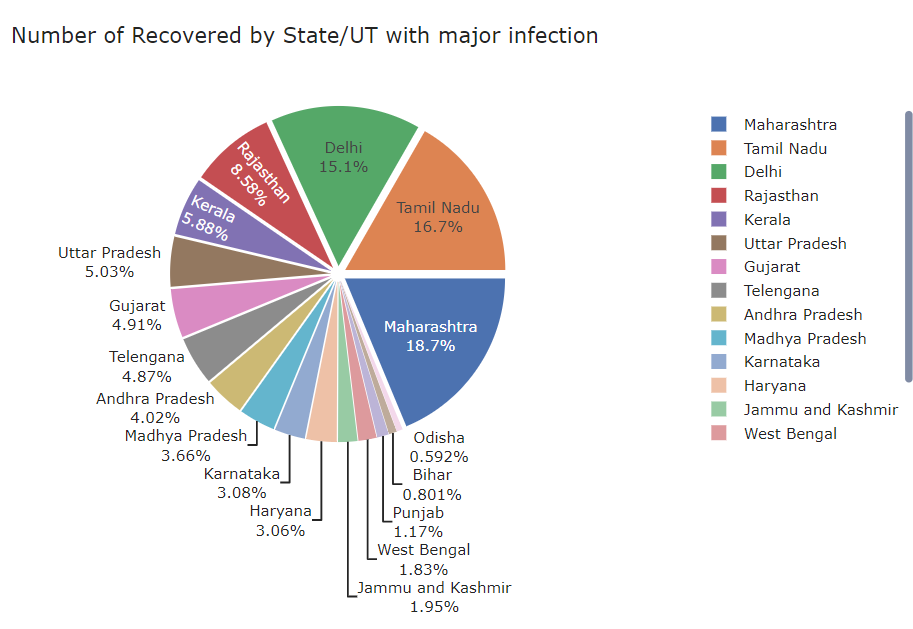 Number of Recovered by State/UT with major infection
Delhi
15.1%
Tamil Nadu
16.7%
Rajasthan
8.58%
Kerala
5.88%
Uttar Pradesh
5.03%
Gujarat
4.91%
Telengana
4.87%
Andhra Pradesh
4.02%
Madhya Pradesh
3.66%
Karnataka
3.08%
Haryana
3.06%
Maharashtra
18.7%
Odisha
0.592%
Bihar
0.801%
Punjab
1.17%
West Bengal
1.83%
Jammu and Kashmir
1.95%
Maharashtra
Tamil Nadu
Delhi
Rajasthan
Kerala
Uttar Pradesh
Gujarat
Telengana
Andhra Pradesh
Madhya Pradesh
Karnataka
Haryana
Jammu and Kashmir
West Bengal